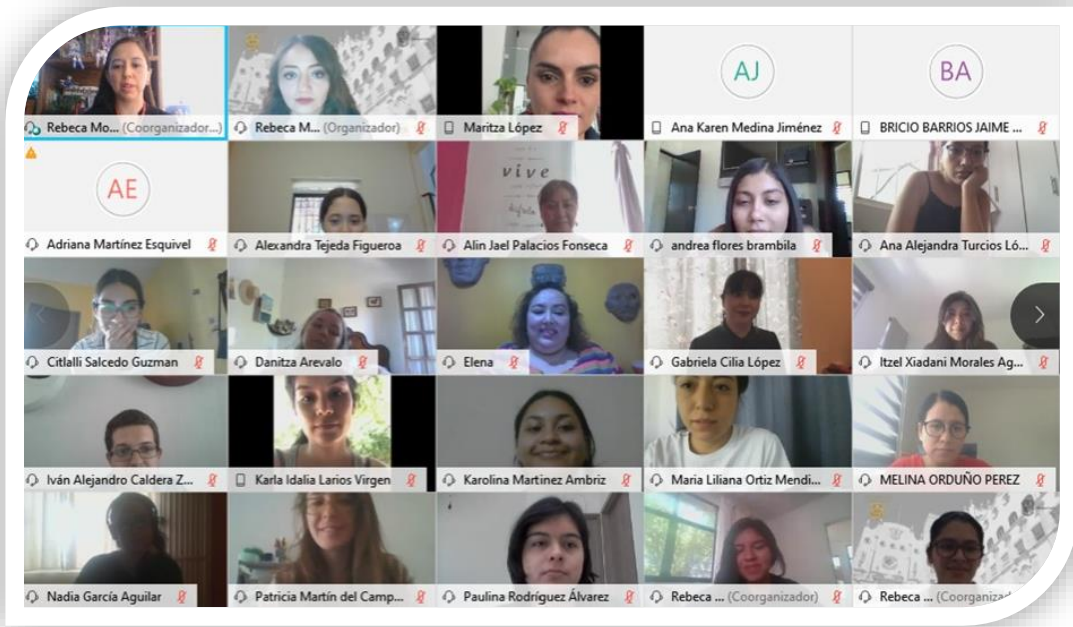 Rebeca Mo... (Coorganizador...)
Rebeca M... (Organizador)
Maritza López
AJ
Ana Karen Medina Jiménez
BA
BRICIO BARRIOS JAIME ...
AE
Adriana Martínez Esquivel
Alexandra Tejeda Figueroa
vive
Alin Jael Palacios Fonseca
andrea flores brambila
Ana Alejandra Turcios Ló...
Citlalli Salcedo Guzman
Danitza Arevalo
Elena
Gabriela Cilia López
Itzel Xiadani Morales Ag...
Iván Alejandro Caldera Z...
Karla Idalia Larios Virgen
Karolina Martinez Ambriz
Maria Liliana Ortiz Mendi...
MELINA ORDUÑO PEREZ
Nadia García Aguilar
Patricia Martín del Camp...
Paulina Rodríguez Álvarez
Rebeca ... (Coorganizador)
Rebeca ... (Coorganizad